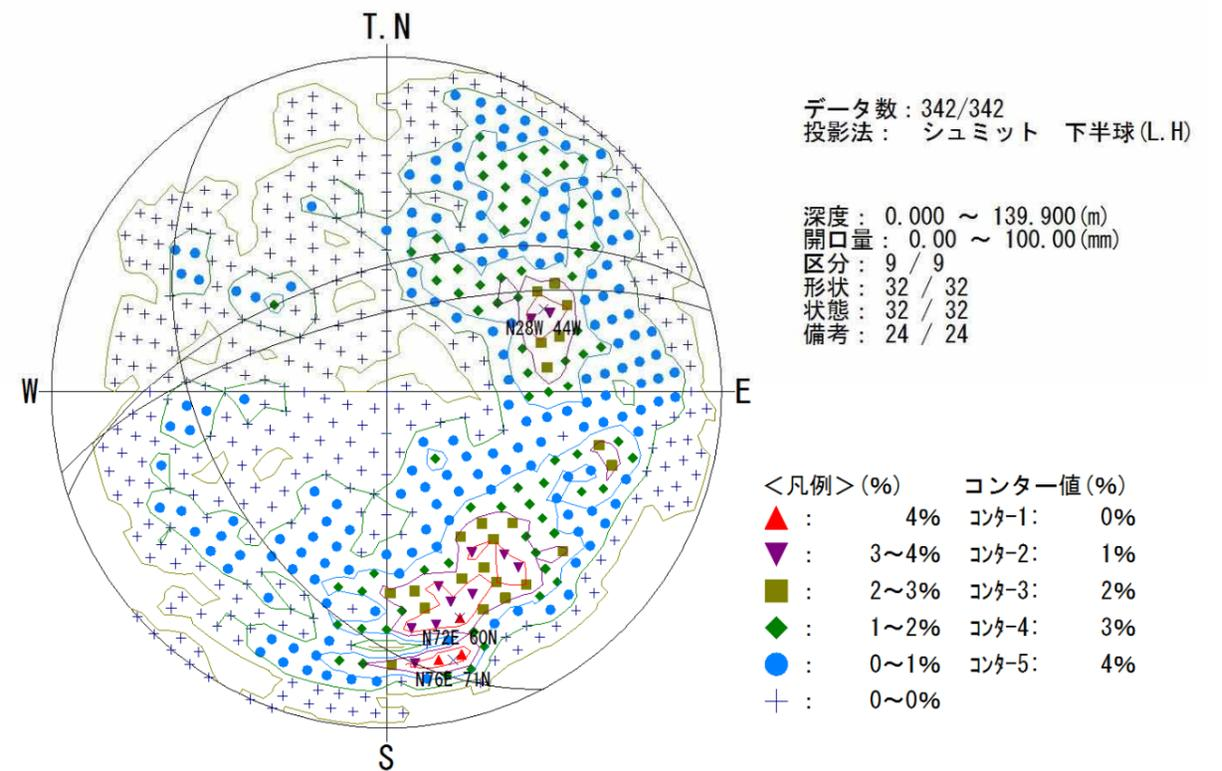 T.N
W
E
S
N28W 44W
N72E 60N
N76E 71N
データ数：342/342
投影法： シュミット 下半球(L.H)
深度： 0.000 ～ 139.900(m)
開口量： 0.00 ～ 100.00(mm)
区分： 9 / 9
形状： 32 / 32
状態： 32 / 32
備考： 24 / 24
＜凡例＞(%) コンター値(%)
： 4% ｺﾝﾀｰ1: 0%
： 3～4% ｺﾝﾀｰ2: 1%
： 2～3% ｺﾝﾀｰ3: 2%
： 1～2% ｺﾝﾀｰ4: 3%
： 0～1% ｺﾝﾀｰ5: 4%
： 0～0%